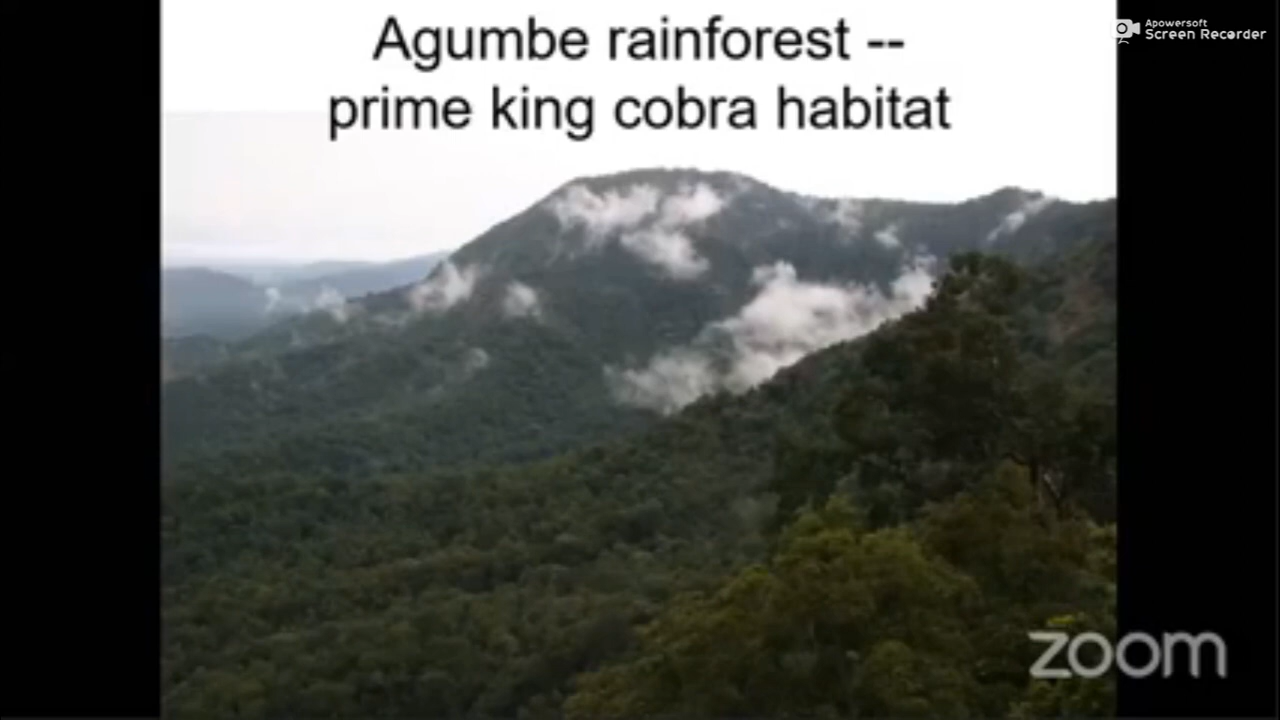 Agumbe rainforest --
prime king cobra habitat
Apowersoft
Screen Recorder
zoom